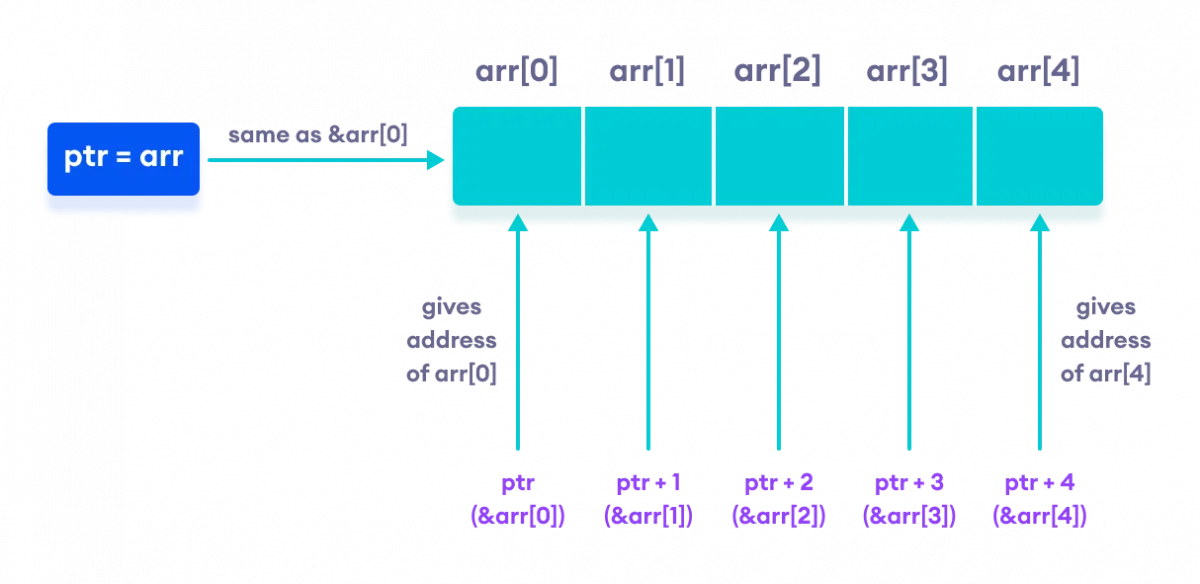 arr[0] arr[1] arr[2] arr[3] arr[4]
ptr = arr
same as &arr[0]
gives
address
of arr[0]
gives
address
of arr[4]
ptr
(&arr[0])
ptr + 1
(&arr[1])
ptr + 2
(&arr[2])
ptr + 3
(&arr[3])
ptr + 4
(&arr[4])